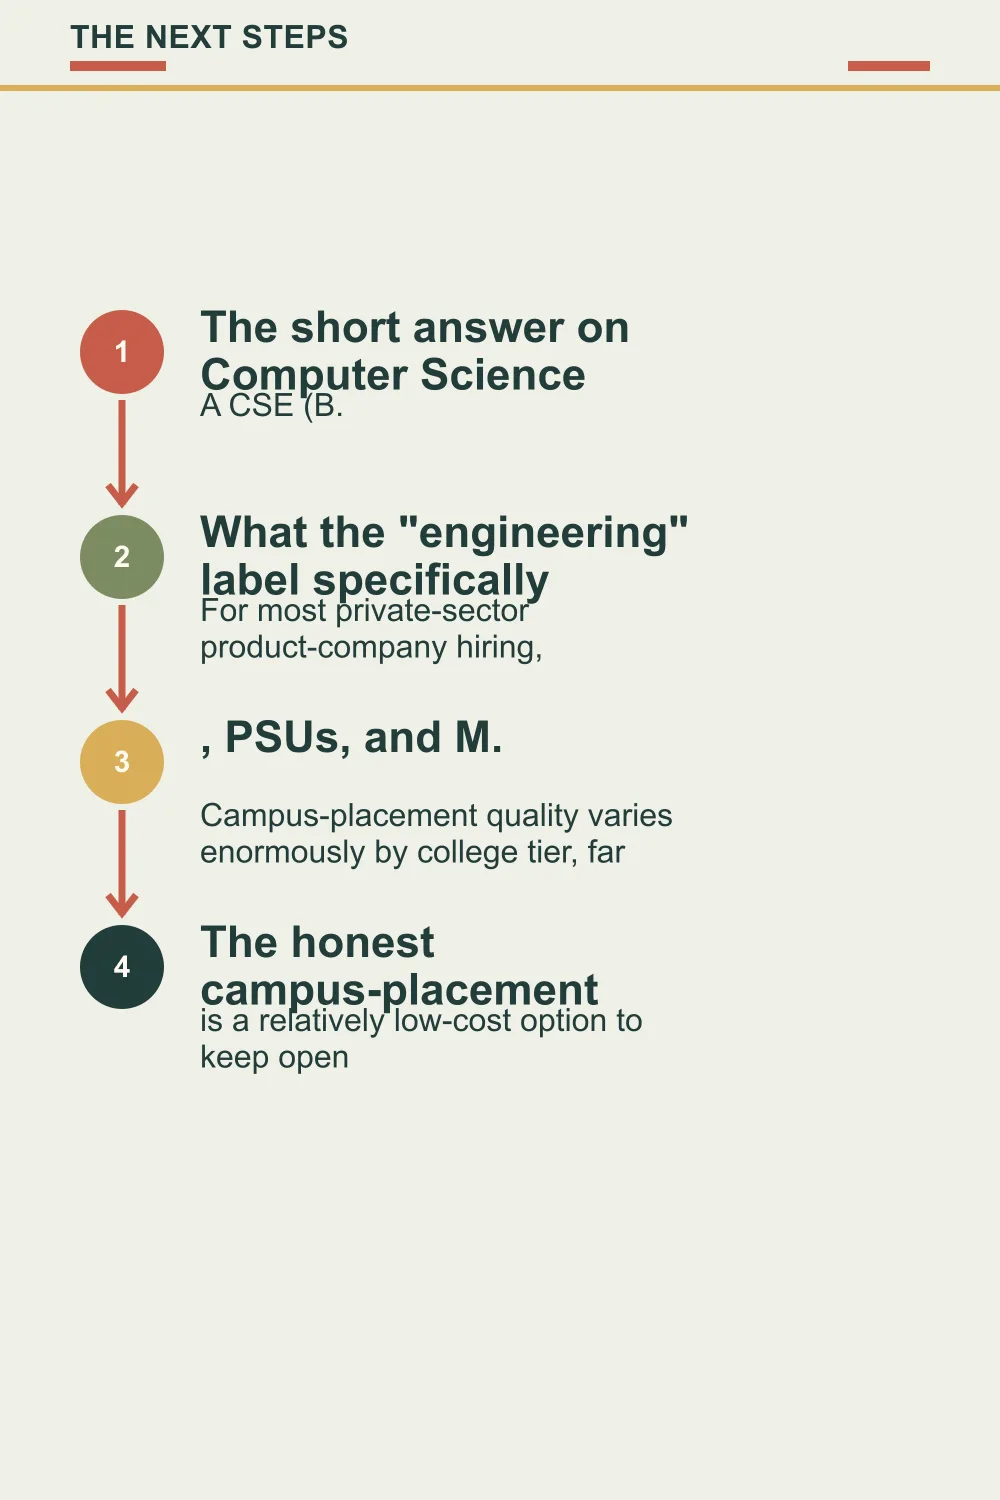 THE NEXT STEPS
1
The short answer on
Computer Science
A CSE (B.
2
What the "engineering"
label specifically
For most private-sector
product-company hiring,
3
, PSUs, and M.
Campus-placement quality varies
enormously by college tier, far
4
The honest
campus-placement
is a relatively low-cost option to
keep open